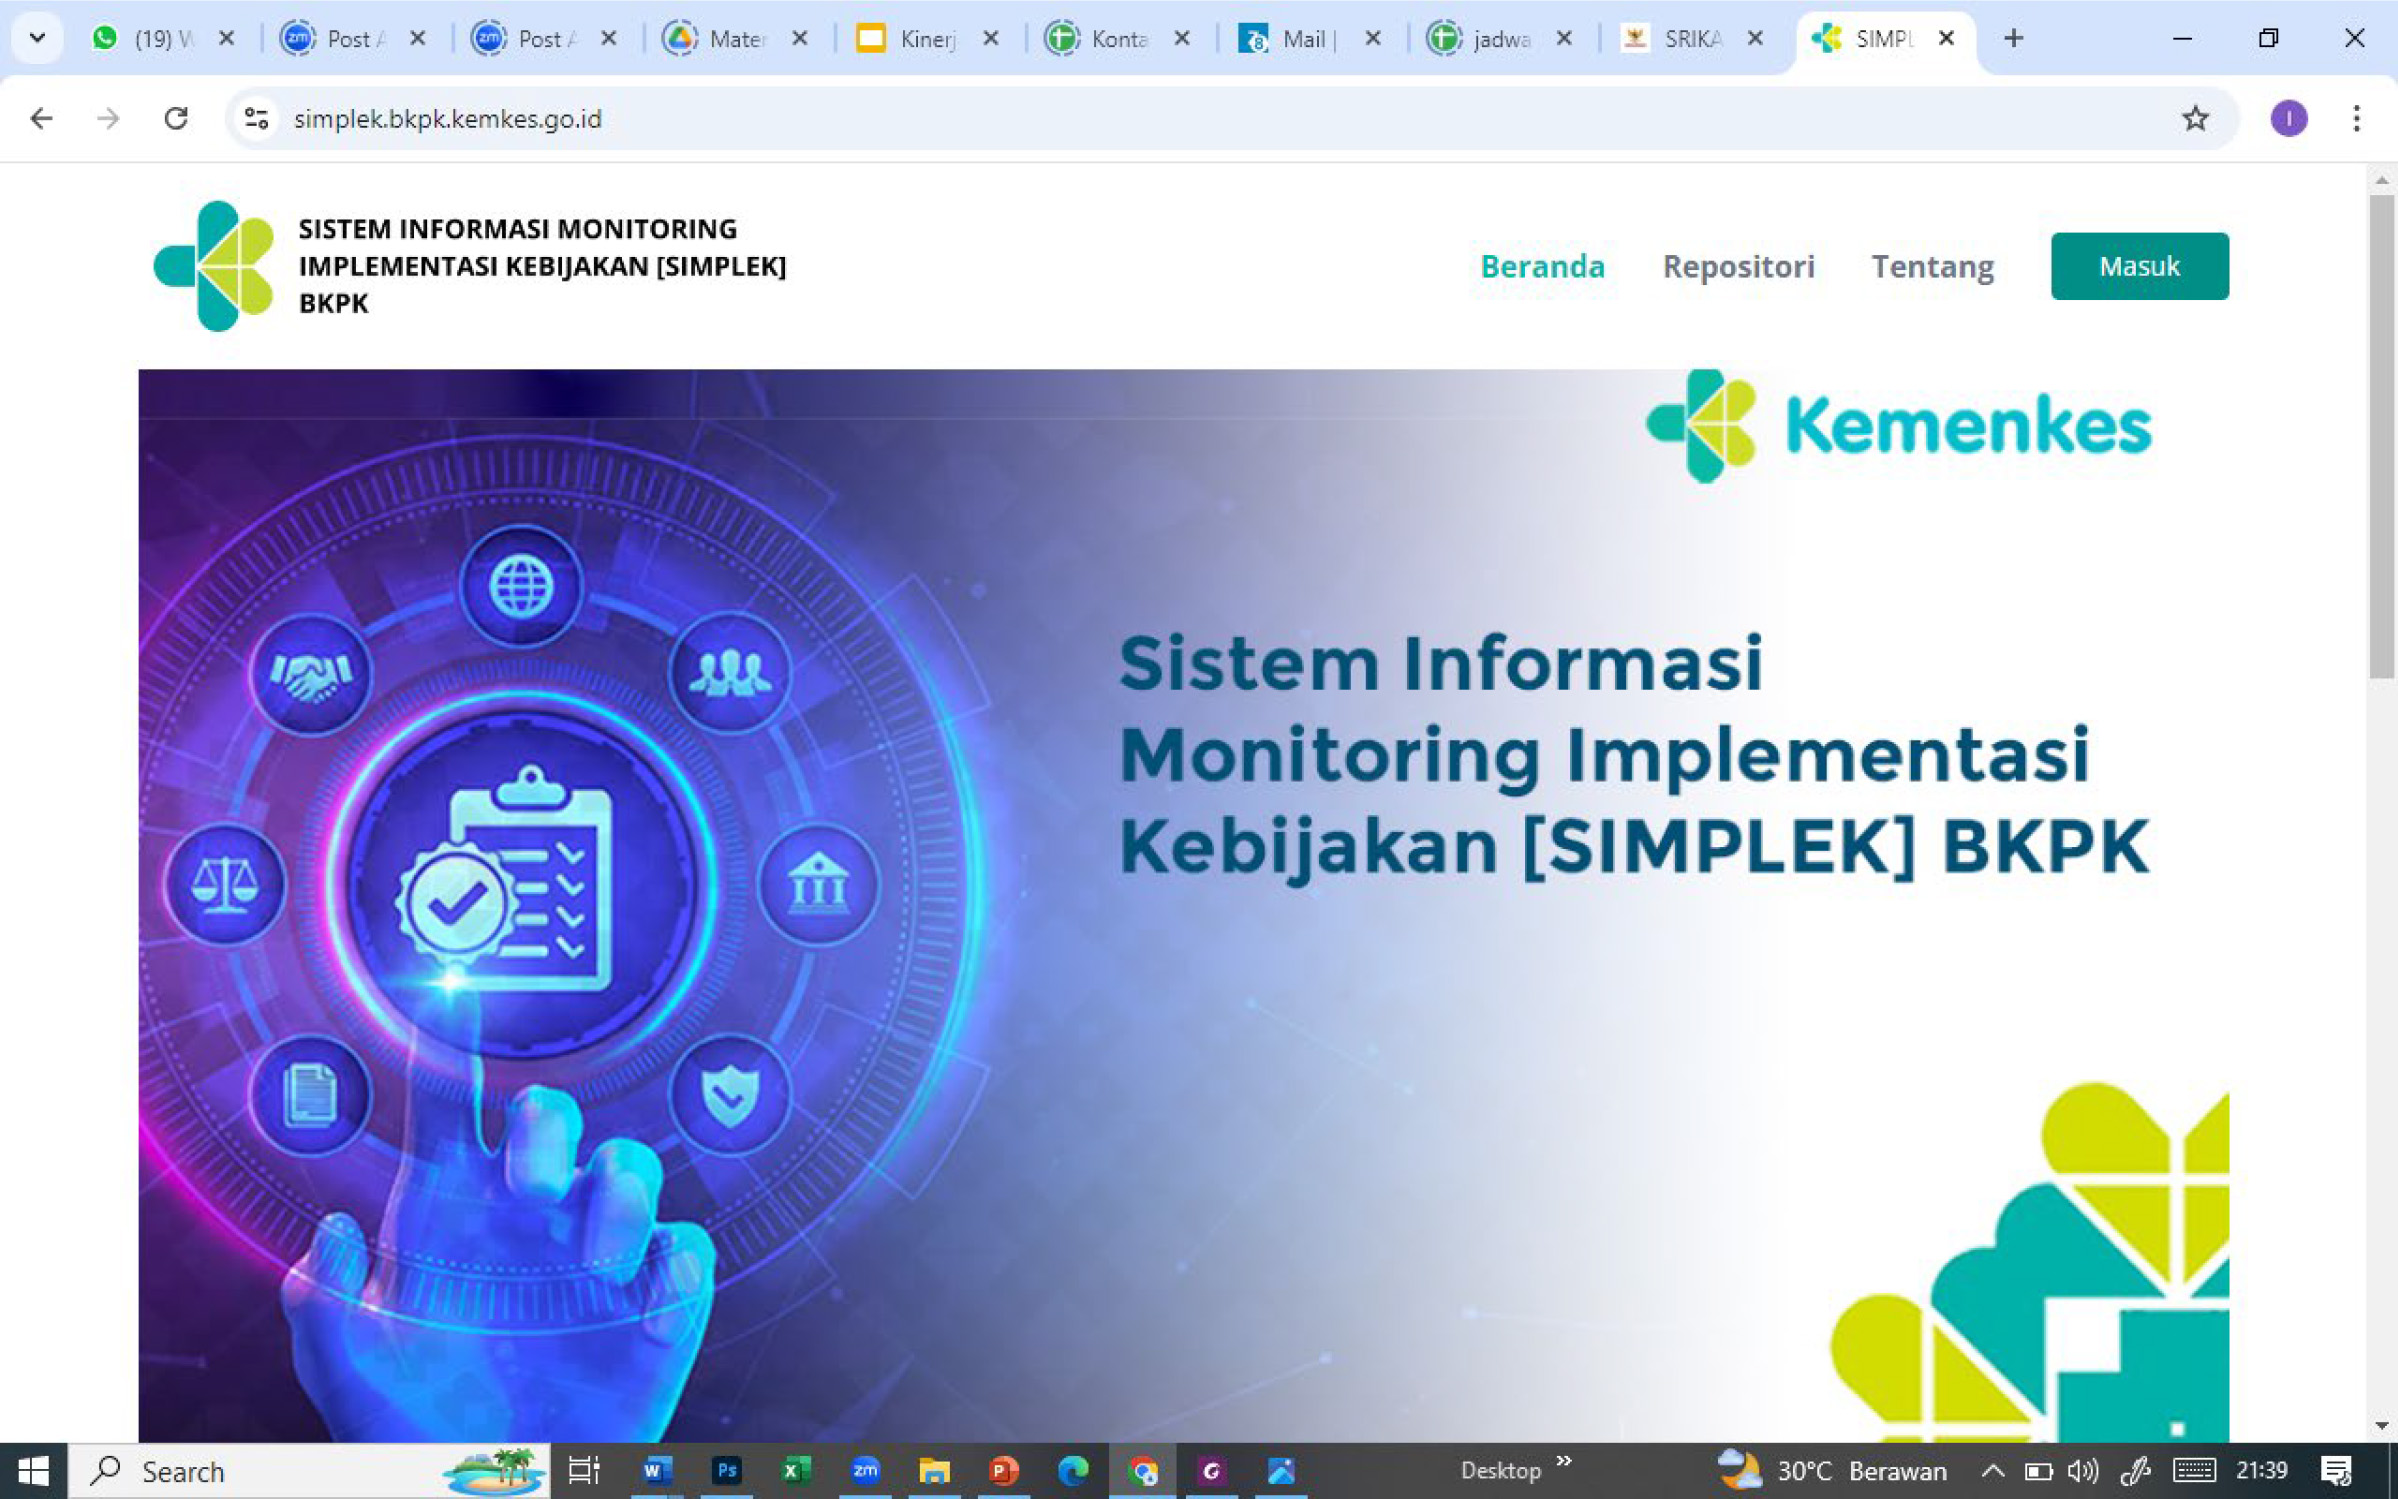 (19) W
Post A
Post A
Mater
Kinerj
Konta
Mail |
jadwa
SRIKA
SIMPL
simplek.bkpk.kemkes.go.id
SISTEM INFORMASI MONITORING
IMPLEMENTASI KEBIJAKAN [SIMPLEK]
BKPK
Beranda
Repositori
Tentang
Masuk
Kemenkes
Sistem Informasi
Monitoring Implementasi
Kebijakan [SIMPLEK] BKPK
Search
Desktop
30°C Berawan
21:39